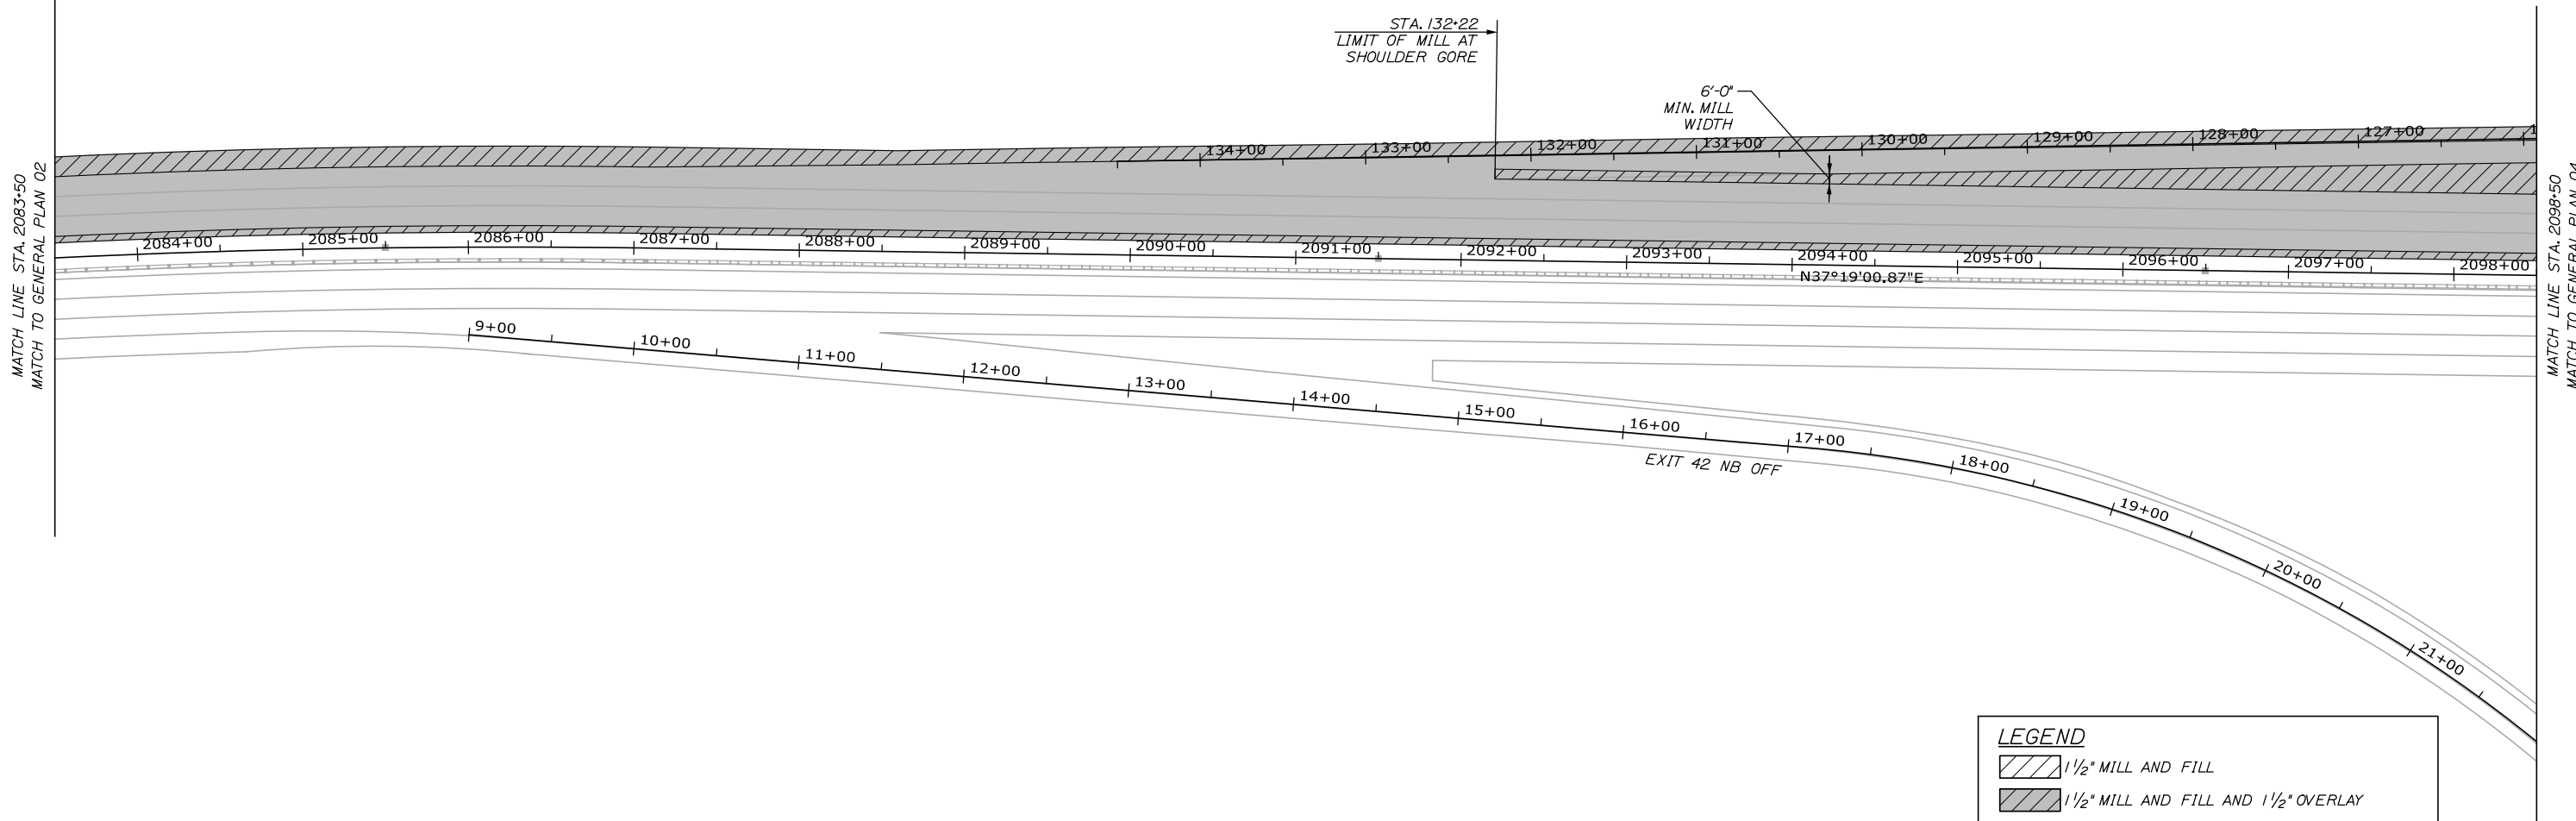 STA. 132+22
LIMIT OF MILL AT
SHOULDER GORE
6'-0"
MIN. MILL
WIDTH
134+00
133+00
132+00
131+00
130+00
129+00
128+00
127+00
MATCH LINE STA. 2083+50
MATCH TO GENERAL PLAN 02
2084+00
2085+00
2086+00
2087+00
2088+00
2089+00
2090+00
2091+00
2092+00
2093+00
2094+00
2095+00
2096+00
2097+00
2098+00
N37°19'00.87"E
MATCH LINE STA. 2098+50
MATCH TO GENERAL PLAN 04
9+00
10+00
11+00
12+00
13+00
14+00
15+00
16+00
17+00
18+00
19+00
20+00
21+00
EXIT 42 NB OFF
LEGEND
1 1/2" MILL AND FILL
1 1/2" MILL AND FILL AND 1 1/2" OVERLAY